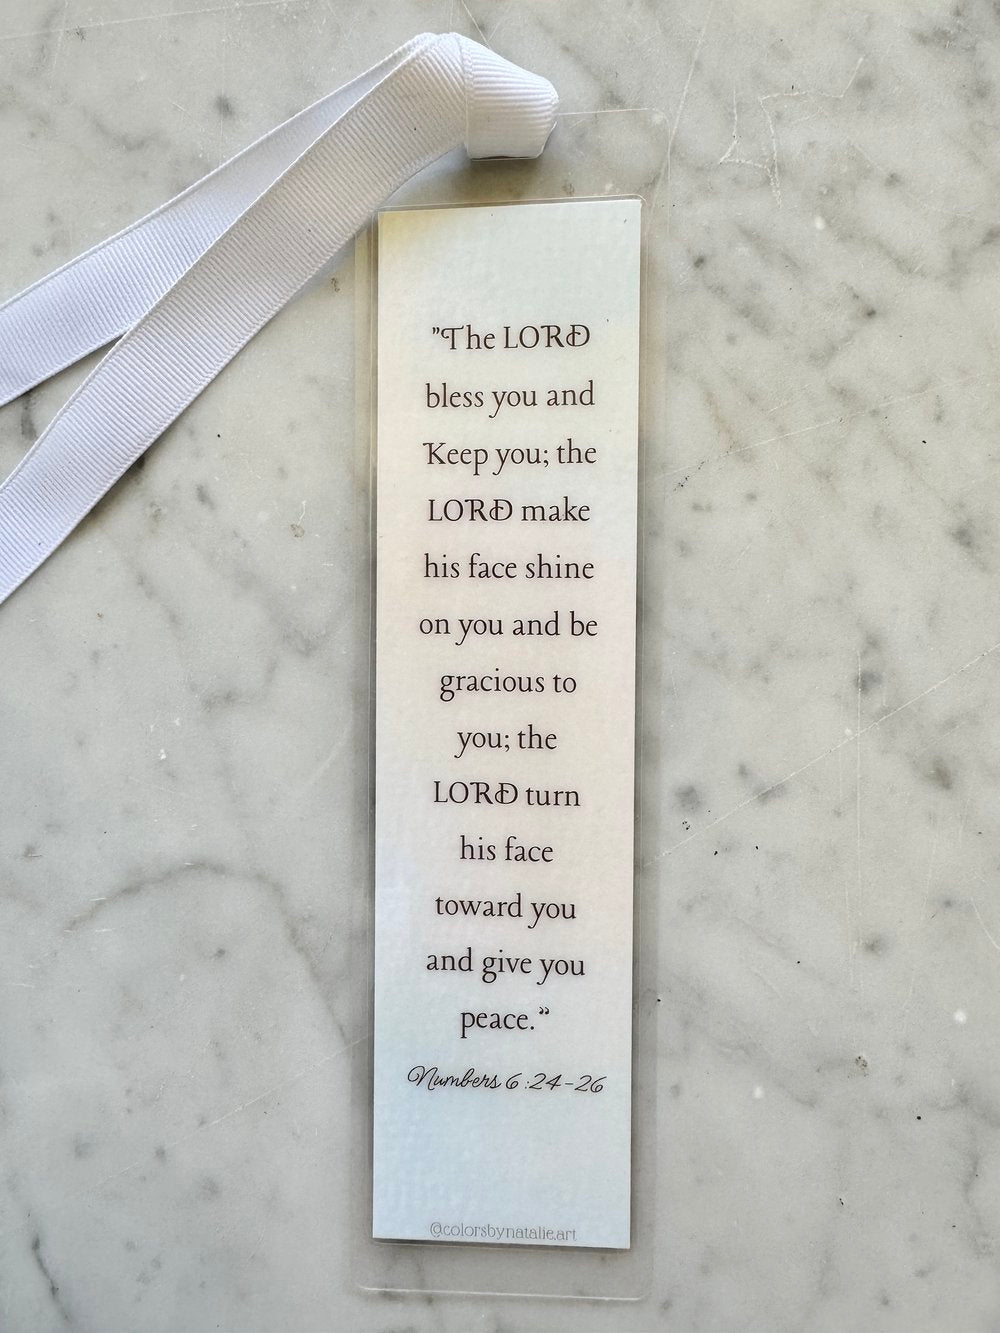 "The LORD
bless you and
Keep you; the
LORD make
his face shine
on you and be
gracious to
you; the
LORD turn
his face
toward you
and give you
peace.”
Numbers 6:24-26
@colorsbynatalie.art